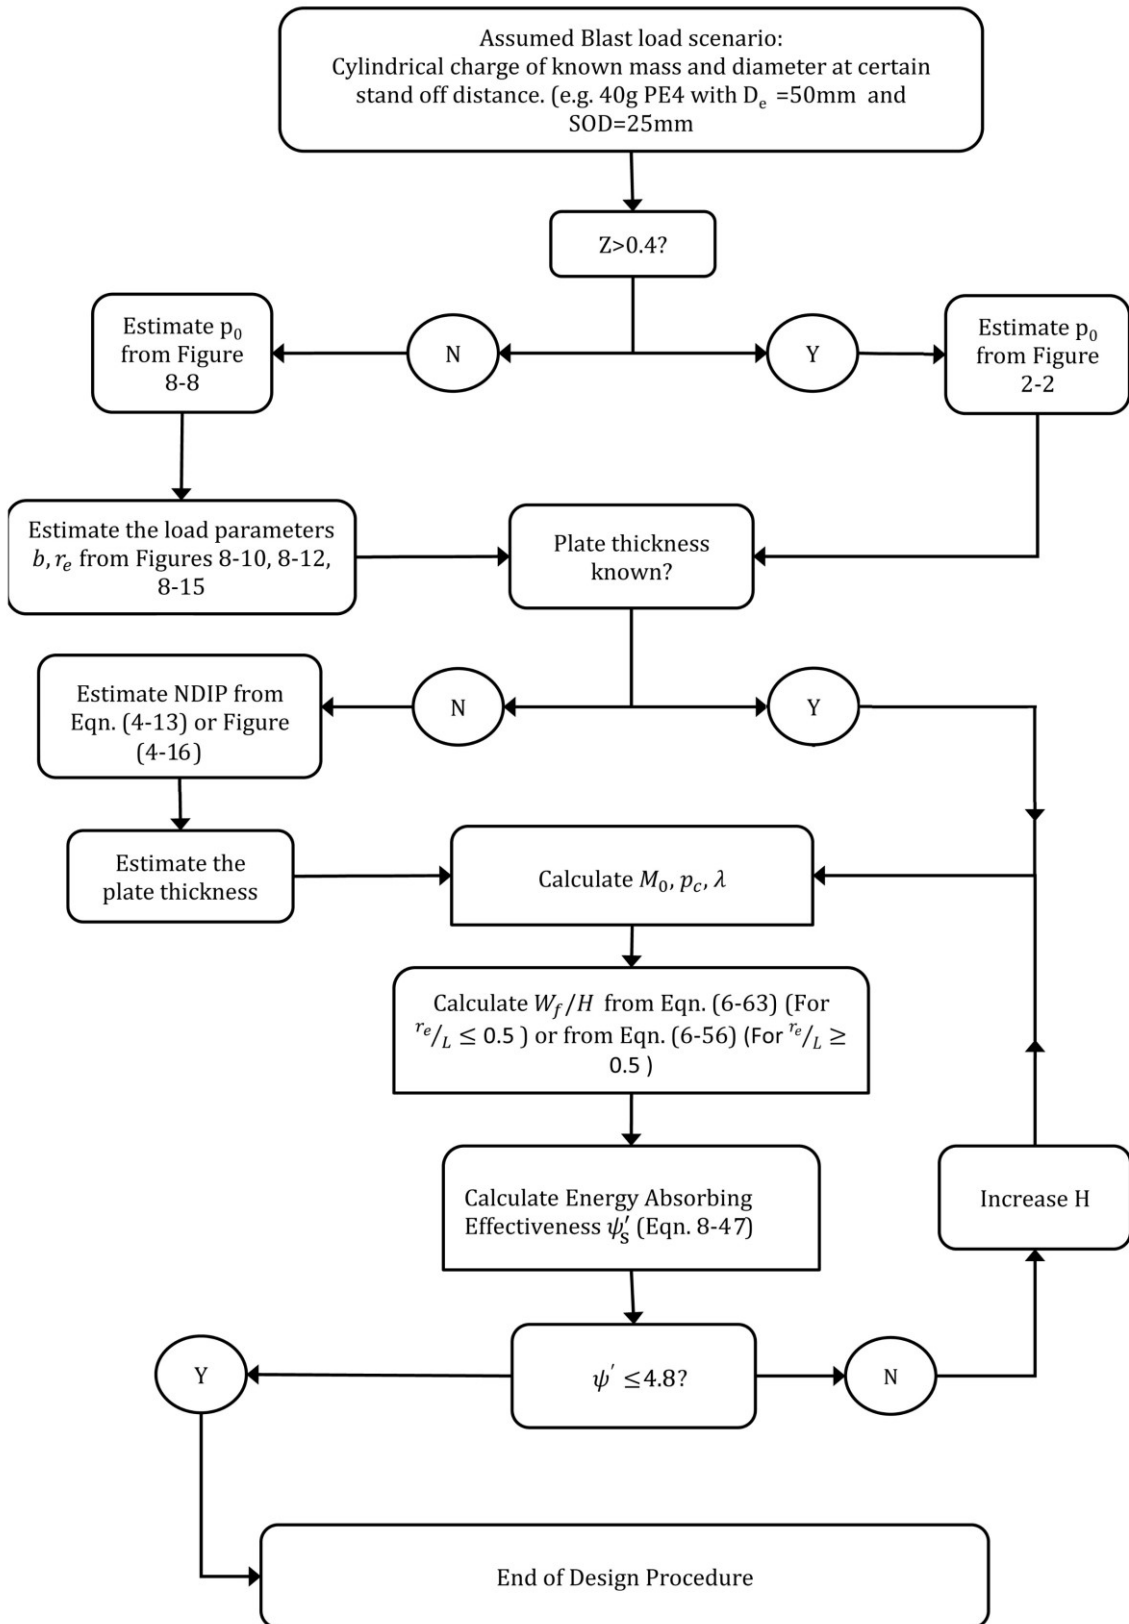 Assumed Blast load scenario:
Cylindrical charge of known mass and diameter at certain
stand off distance. (e.g. 40g PE4 with Dₑ =50mm and
SOD=25mm
Z>0.4?
Estimate p₀
from Figure
8-8
N
Y
Estimate p₀
from Figure
2-2
Estimate the load parameters
b, rₑ from Figures 8-10, 8-12,
8-15
Plate thickness
known?
Estimate NDIP from
Eqn. (4-13) or Figure
(4-16)
N
Y
Estimate the
plate thickness
Calculate M₀, p_c, λ
Calculate W_f/H from Eqn. (6-63) (For
rₑ/L ≤ 0.5 ) or from Eqn. (6-56) (For rₑ/L ≥
0.5 )
Calculate Energy Absorbing
Effectiveness ψ′ₛ (Eqn. 8-47)
Increase H
Y
ψ′ ≤4.8?
N
End of Design Procedure